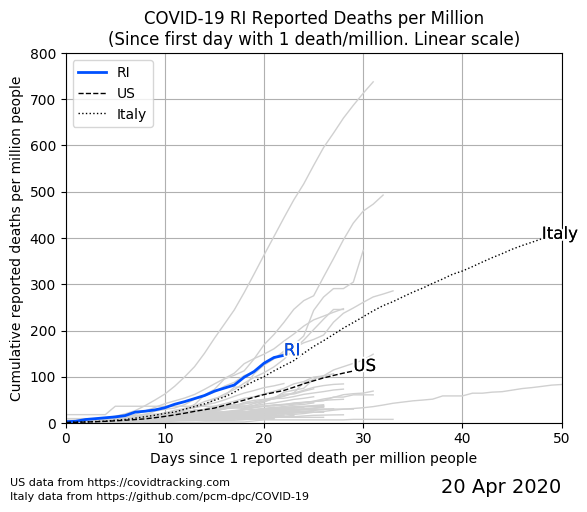 COVID-19 RI Reported Deaths per Million
(Since first day with 1 death/million. Linear scale)
Cumulative reported deaths per million people
800
700
600
500
400
300
200
100
0
RI
US
Italy
Italy
RI
US
0 10 20 30 40 50
Days since 1 reported death per million people
US data from https://covidtracking.com
Italy data from https://github.com/pcm-dpc/COVID-19
20 Apr 2020